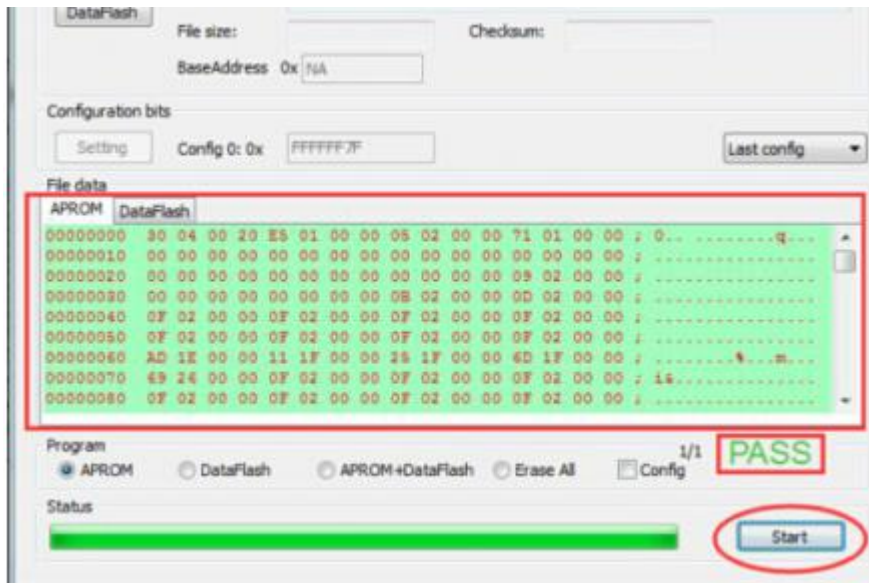 DataFlash
File size: Checksum:
BaseAddress 0x NA
Configuration bits
Setting Config 0: 0x FFFFFF7F Last config
File data
APROM DataFlash
00000000 30 04 00 20 E5 01 00 00 05 02 00 00 71 01 00 00 ; 0.. ........q...
00000010 00 00 00 00 00 00 00 00 00 00 00 00 00 00 00 00 ; ................
00000020 00 00 00 00 00 00 00 00 00 00 00 00 09 02 00 00 ; ................
00000030 00 00 00 00 00 00 00 00 0B 02 00 00 0D 02 00 00 ; ................
00000040 0F 02 00 00 0F 02 00 00 0F 02 00 00 0F 02 00 00 ; ................
00000050 0F 02 00 00 0F 02 00 00 0F 02 00 00 0F 02 00 00 ; ................
00000060 AD 1E 00 00 11 1F 00 00 25 1F 00 00 6D 1F 00 00 ; ........%...m...
00000070 69 26 00 00 0F 02 00 00 0F 02 00 00 0F 02 00 00 ; i&..............
00000080 0F 02 00 00 0F 02 00 00 0F 02 00 00 0F 02 00 00 ; ................
Program
APROM DataFlash APROM+DataFlash Erase All Config 1/1 PASS
Status
Start